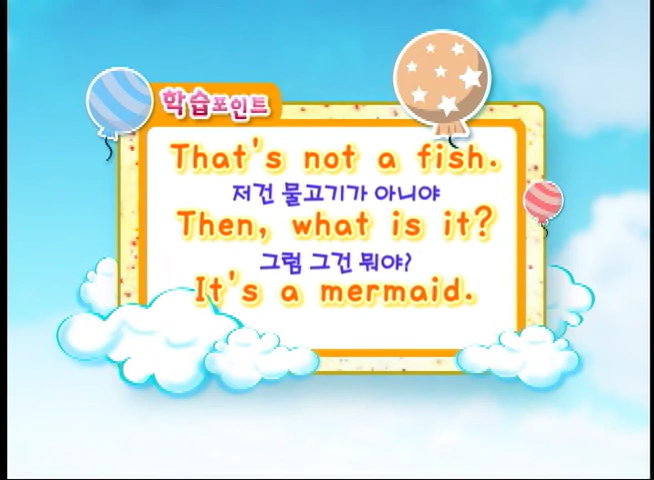 학습포인트
That's not a fish.
저건 물고기가 아니야
Then, what is it?
그럼 그건 뭐야?
It's a mermaid.